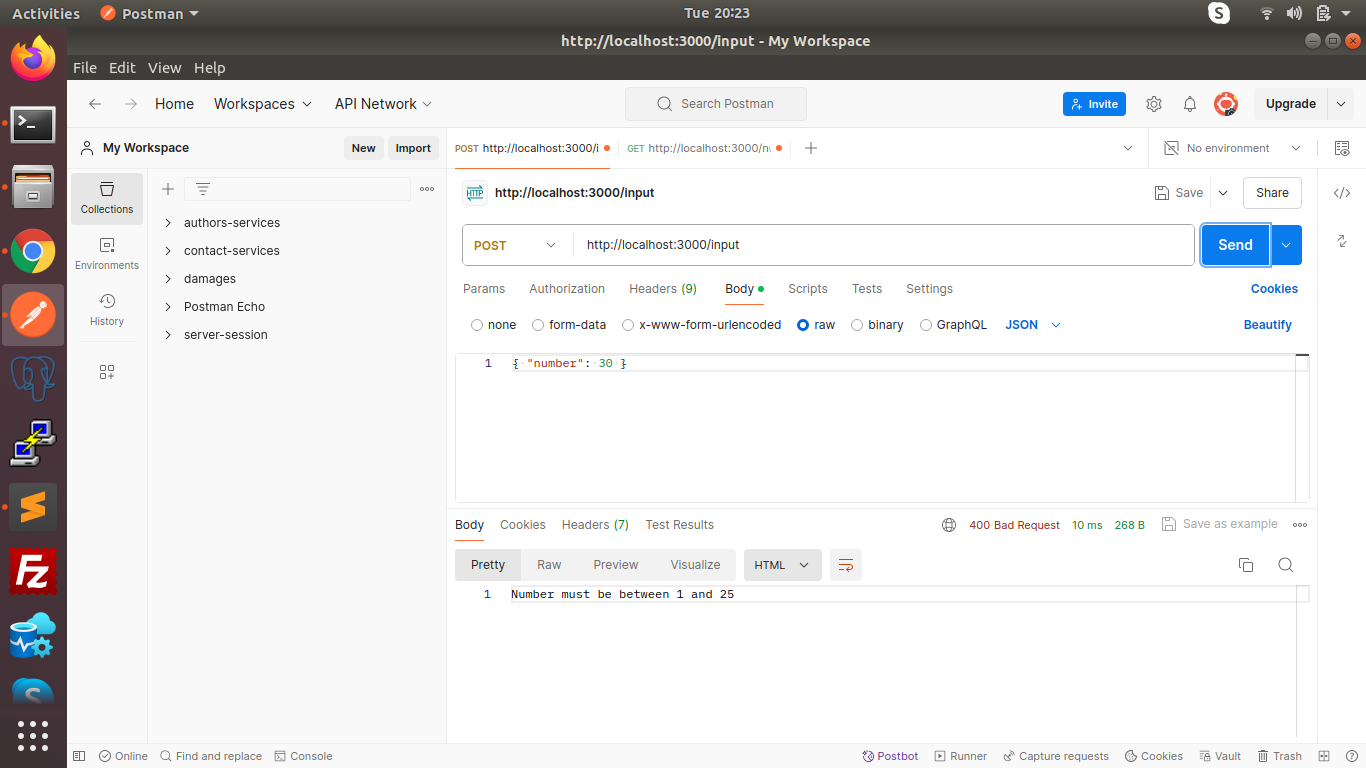 Activities Postman Tue 20:23
http://localhost:3000/input - My Workspace
File Edit View Help
Home Workspaces API Network Search Postman Invite Upgrade
My Workspace New Import POST http://localhost:3000/i GET http://localhost:3000/nu No environment
Collections
Environments
History
authors-services
contact-services
damages
Postman Echo
server-session
HTTP http://localhost:3000/input Save Share
POST http://localhost:3000/input Send
Params Authorization Headers (9) Body Scripts Tests Settings Cookies
none form-data x-www-form-urlencoded raw binary GraphQL JSON Beautify
1 { "number": 30 }
Body Cookies Headers (7) Test Results 400 Bad Request 10 ms 268 B Save as example
Pretty Raw Preview Visualize HTML
1 Number must be between 1 and 25
Online Find and replace Console Postbot Runner Capture requests Cookies Vault Trash